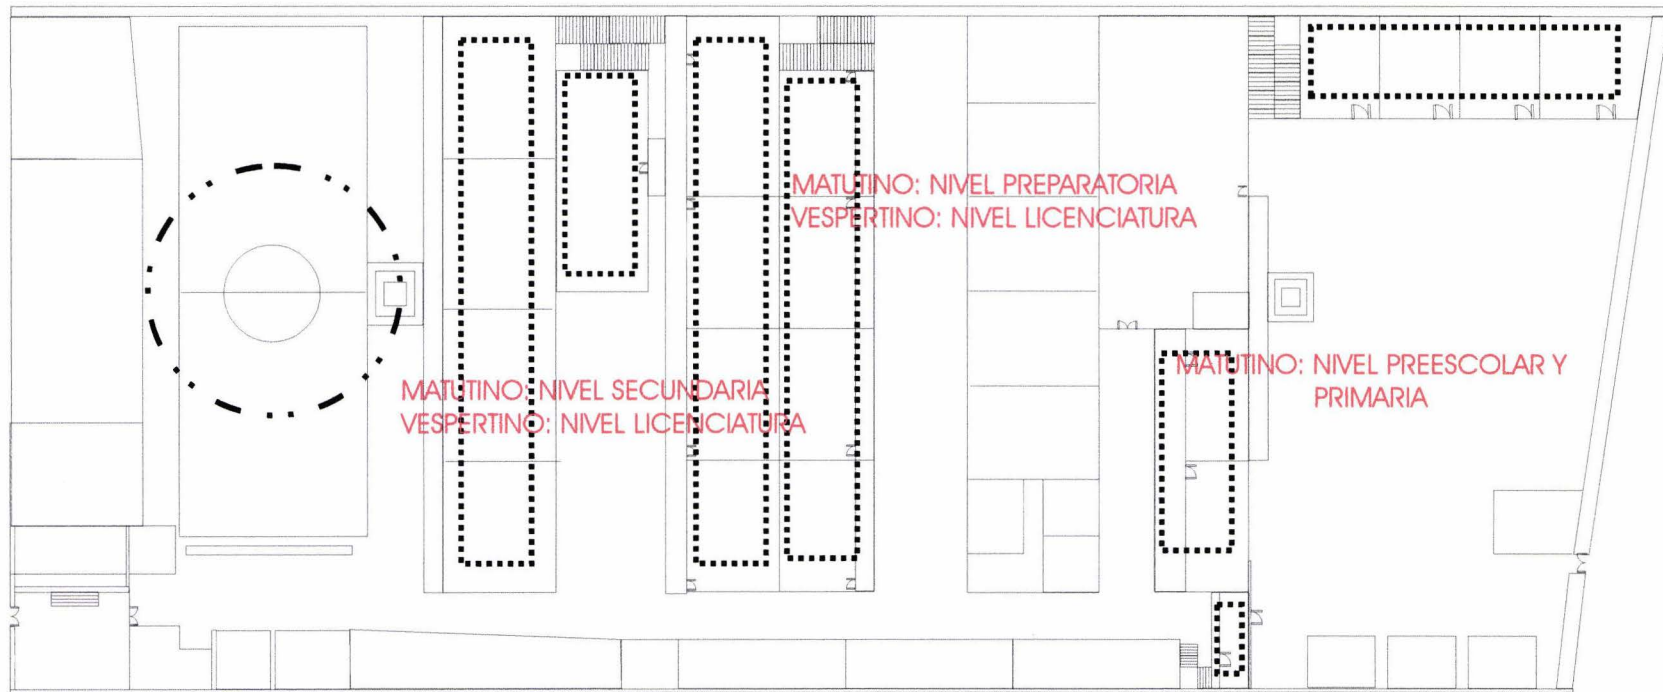 MATUTINO: NIVEL PREPARATORIA
VESPERTINO: NIVEL LICENCIATURA
MATUTINO: NIVEL SECUNDARIA
VESPERTINO: NIVEL LICENCIATURA
MATUTINO: NIVEL PREESCOLAR Y
PRIMARIA